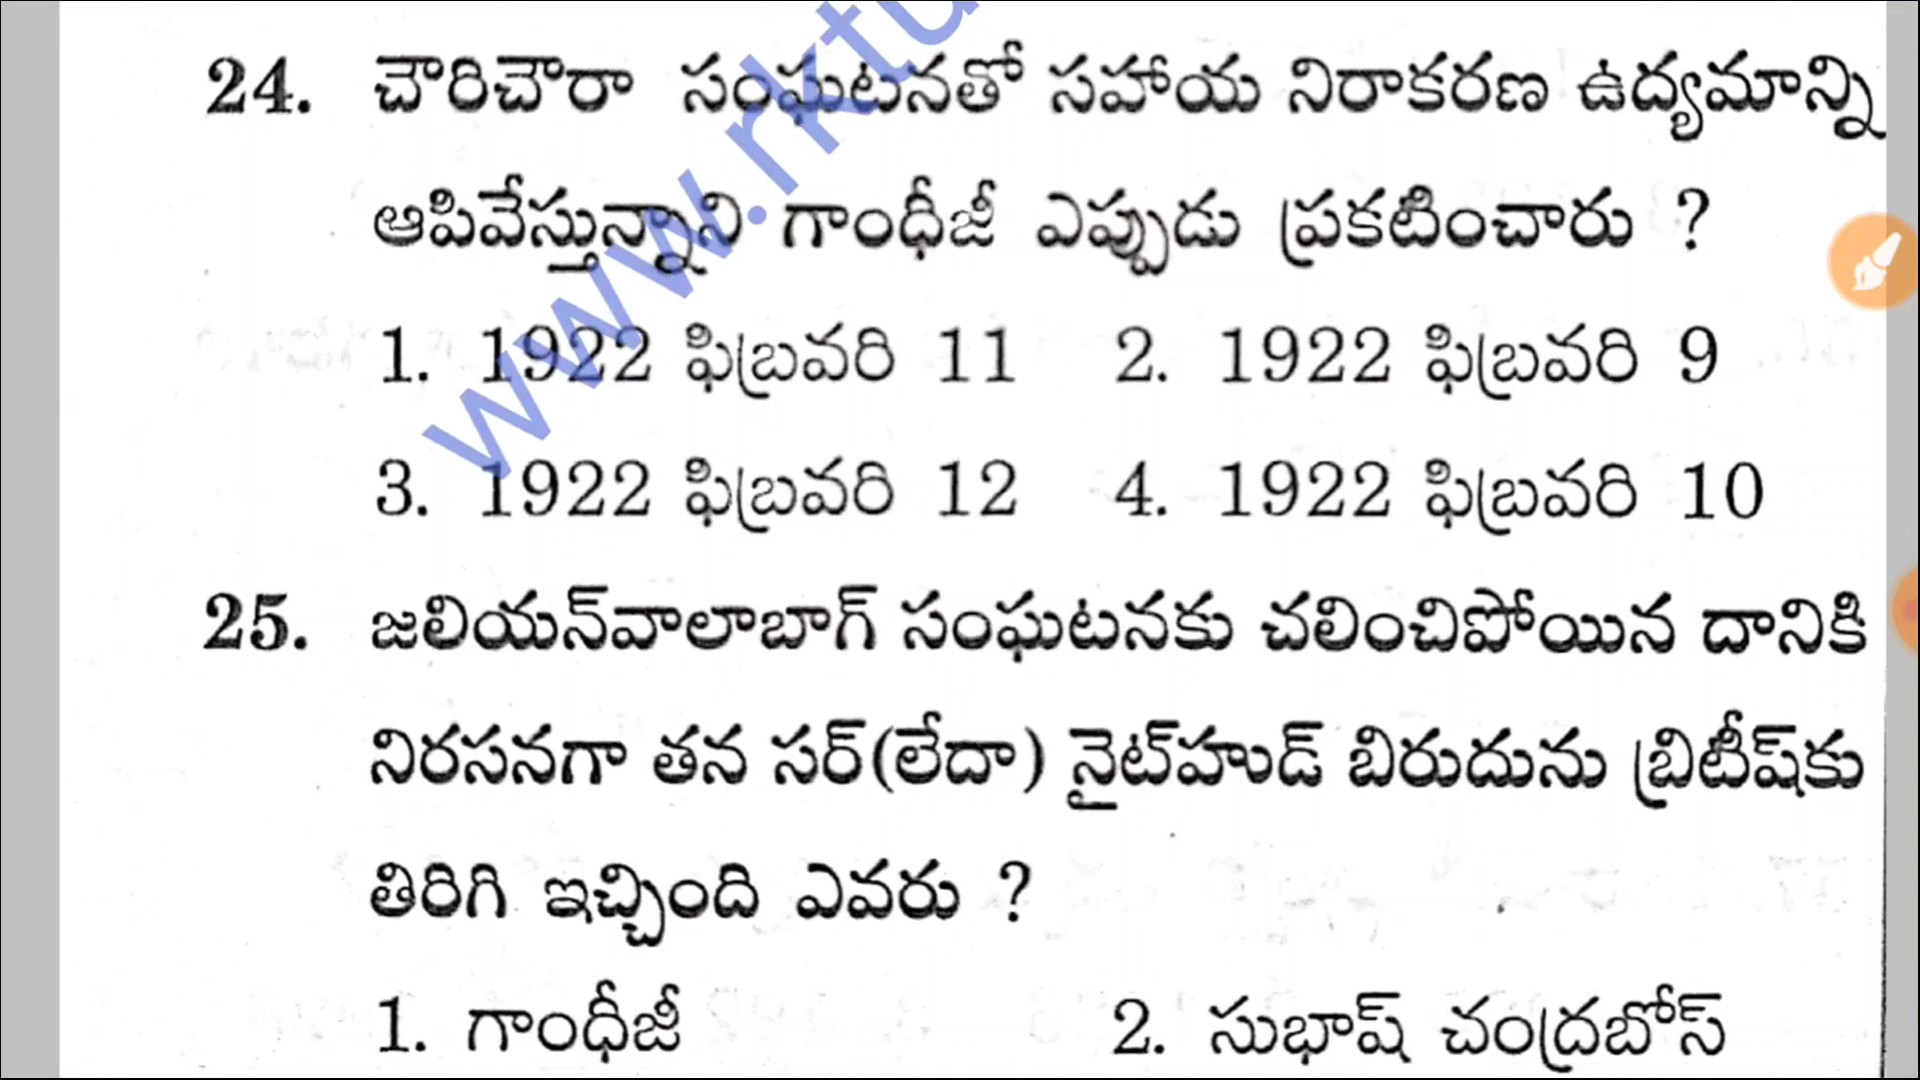 24. చౌరిచౌరా సంఘటనతో సహాయ నిరాకరణ ఉద్యమాన్ని
ఆపివేస్తున్నాని గాంధీజీ ఎప్పుడు ప్రకటించారు ?
1. 1922 ఫిబ్రవరి 11 2. 1922 ఫిబ్రవరి 9
3. 1922 ఫిబ్రవరి 12 4. 1922 ఫిబ్రవరి 10
25. జలియన్‌వాలాబాగ్ సంఘటనకు చలించిపోయిన దానికి
నిరసనగా తన సర్(లేదా) నైట్‌హుడ్ బిరుదును బ్రిటీష్‌కు
తిరిగి ఇచ్చింది ఎవరు ?
1. గాంధీజీ 2. సుభాష్ చంద్రబోస్